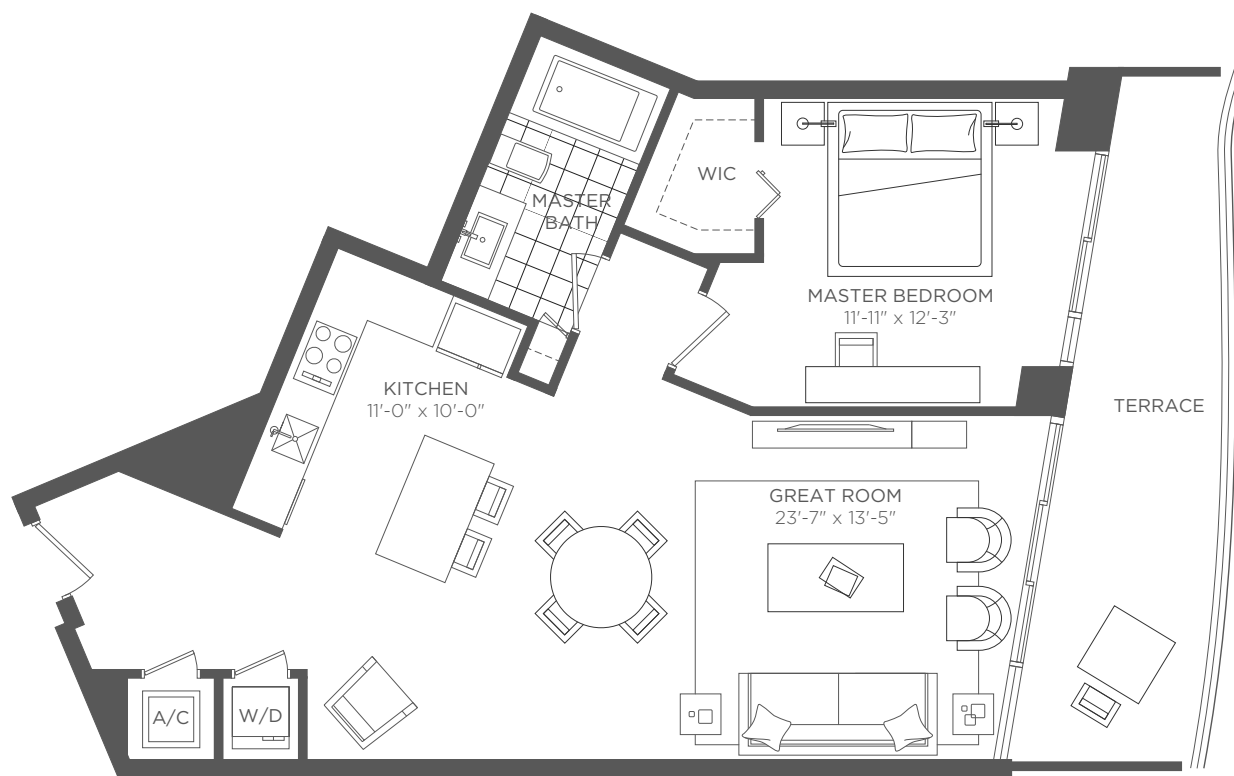 WIC
MASTER
BATH
MASTER BEDROOM
11'-11" x 12'-3"
KITCHEN
11'-0" x 10'-0"
TERRACE
GREAT ROOM
23'-7" x 13'-5"
A/C
W/D